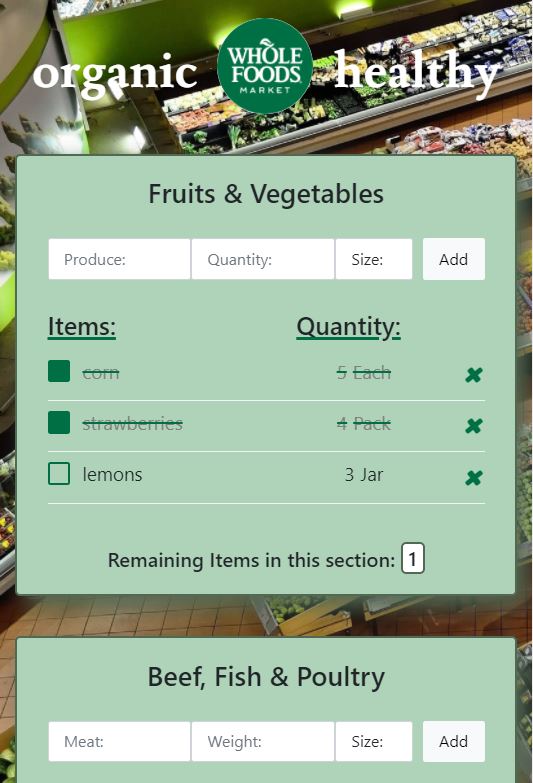 organic WHOLE FOODS MARKET healthy
Fruits & Vegetables
Produce: Quantity: Size: Add
Items: Quantity:
corn 5 Each ✖
strawberries 4 Pack ✖
lemons 3 Jar ✖
Remaining Items in this section: 1
Beef, Fish & Poultry
Meat: Weight: Size: Add